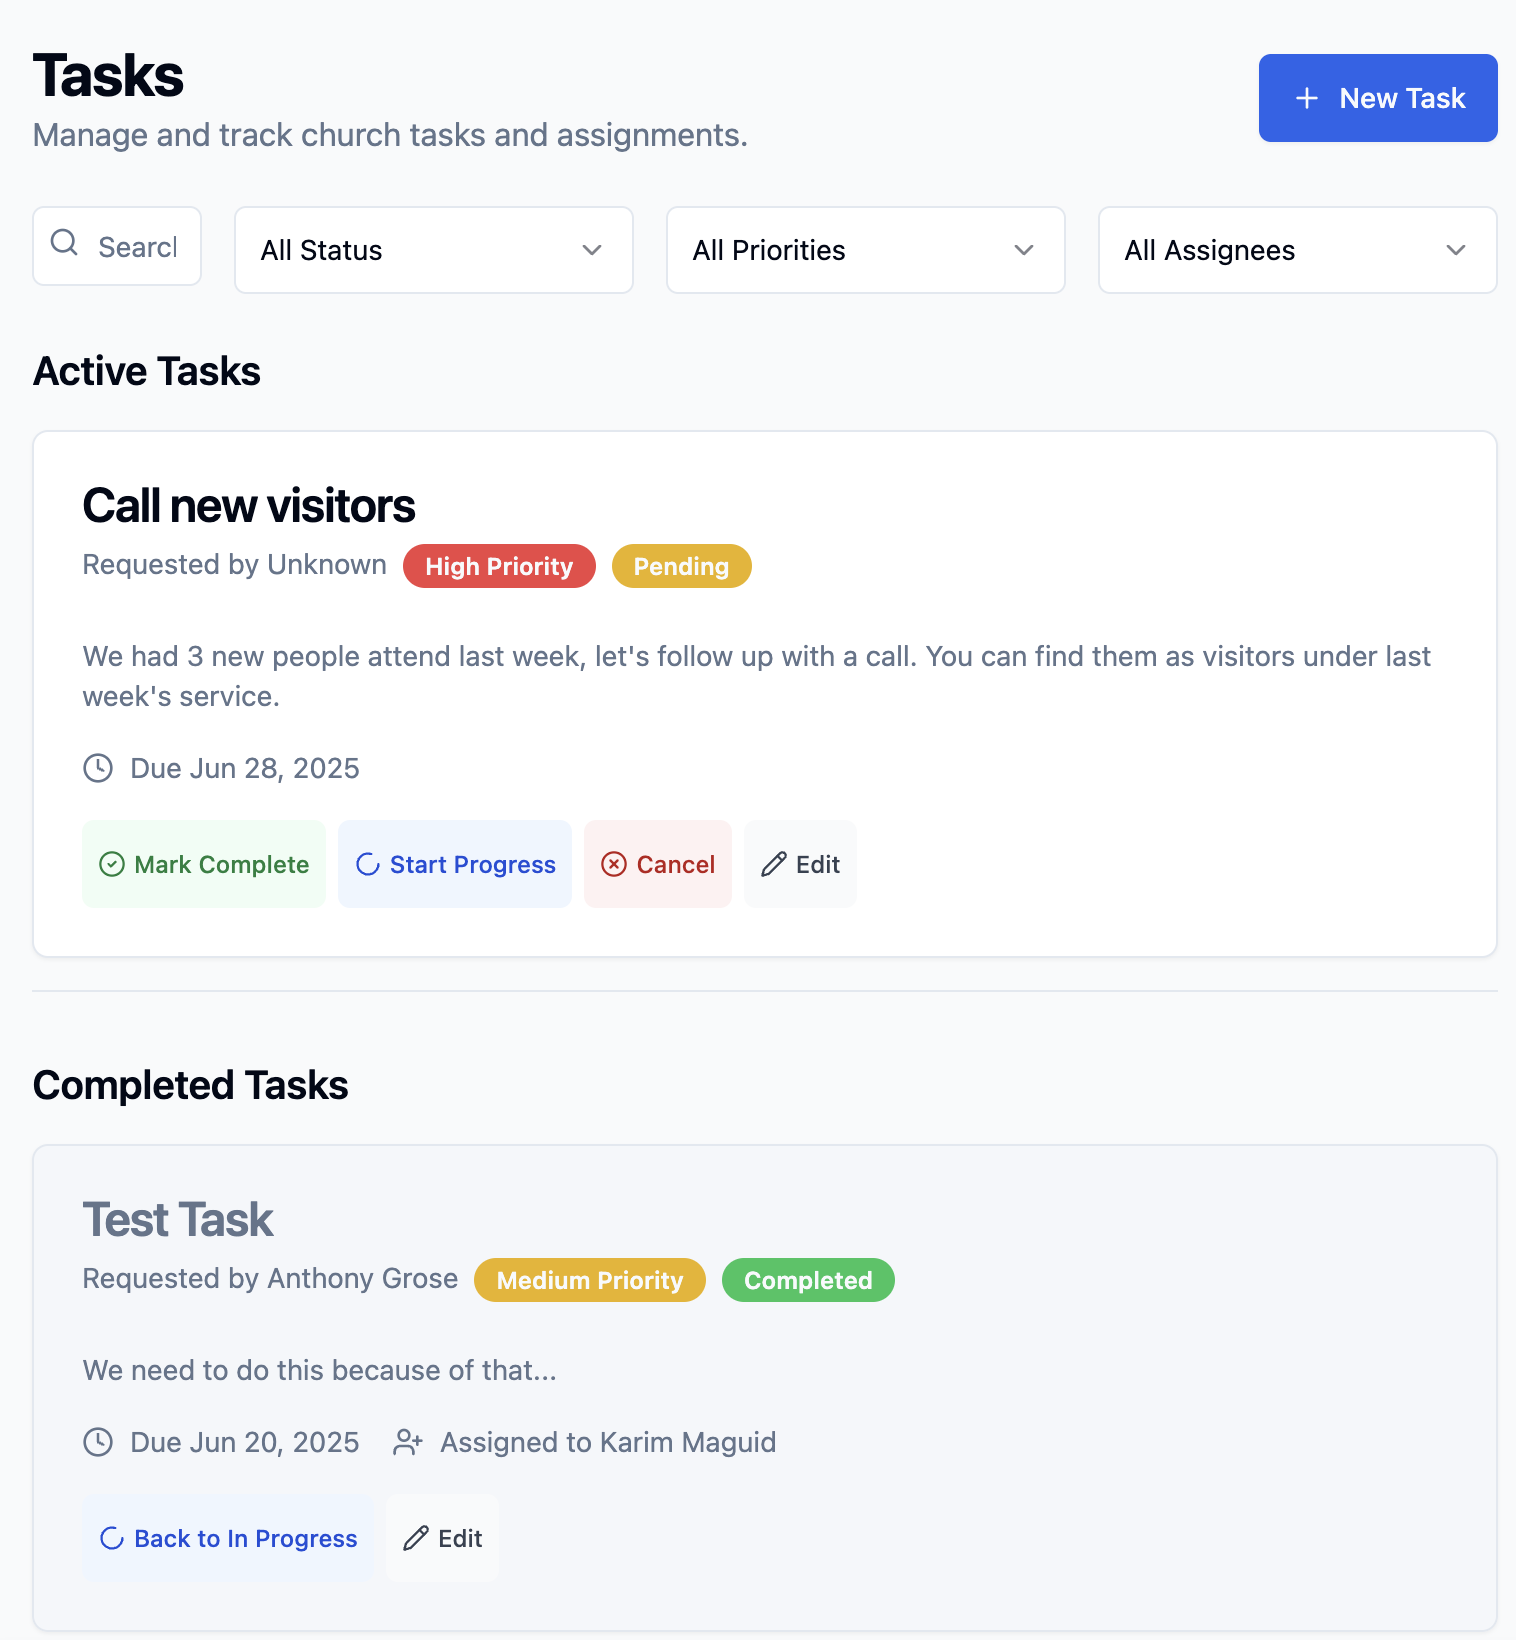 Tasks
Manage and track church tasks and assignments.
New Task
Search
All Status
All Priorities
All Assignees
Active Tasks
Call new visitors
Requested by Unknown High Priority Pending
We had 3 new people attend last week, let's follow up with a call. You can find them as visitors under last
week's service.
Due Jun 28, 2025
Mark Complete Start Progress Cancel Edit
Completed Tasks
Test Task
Requested by Anthony Grose Medium Priority Completed
We need to do this because of that...
Due Jun 20, 2025 Assigned to Karim Maguid
Back to In Progress Edit